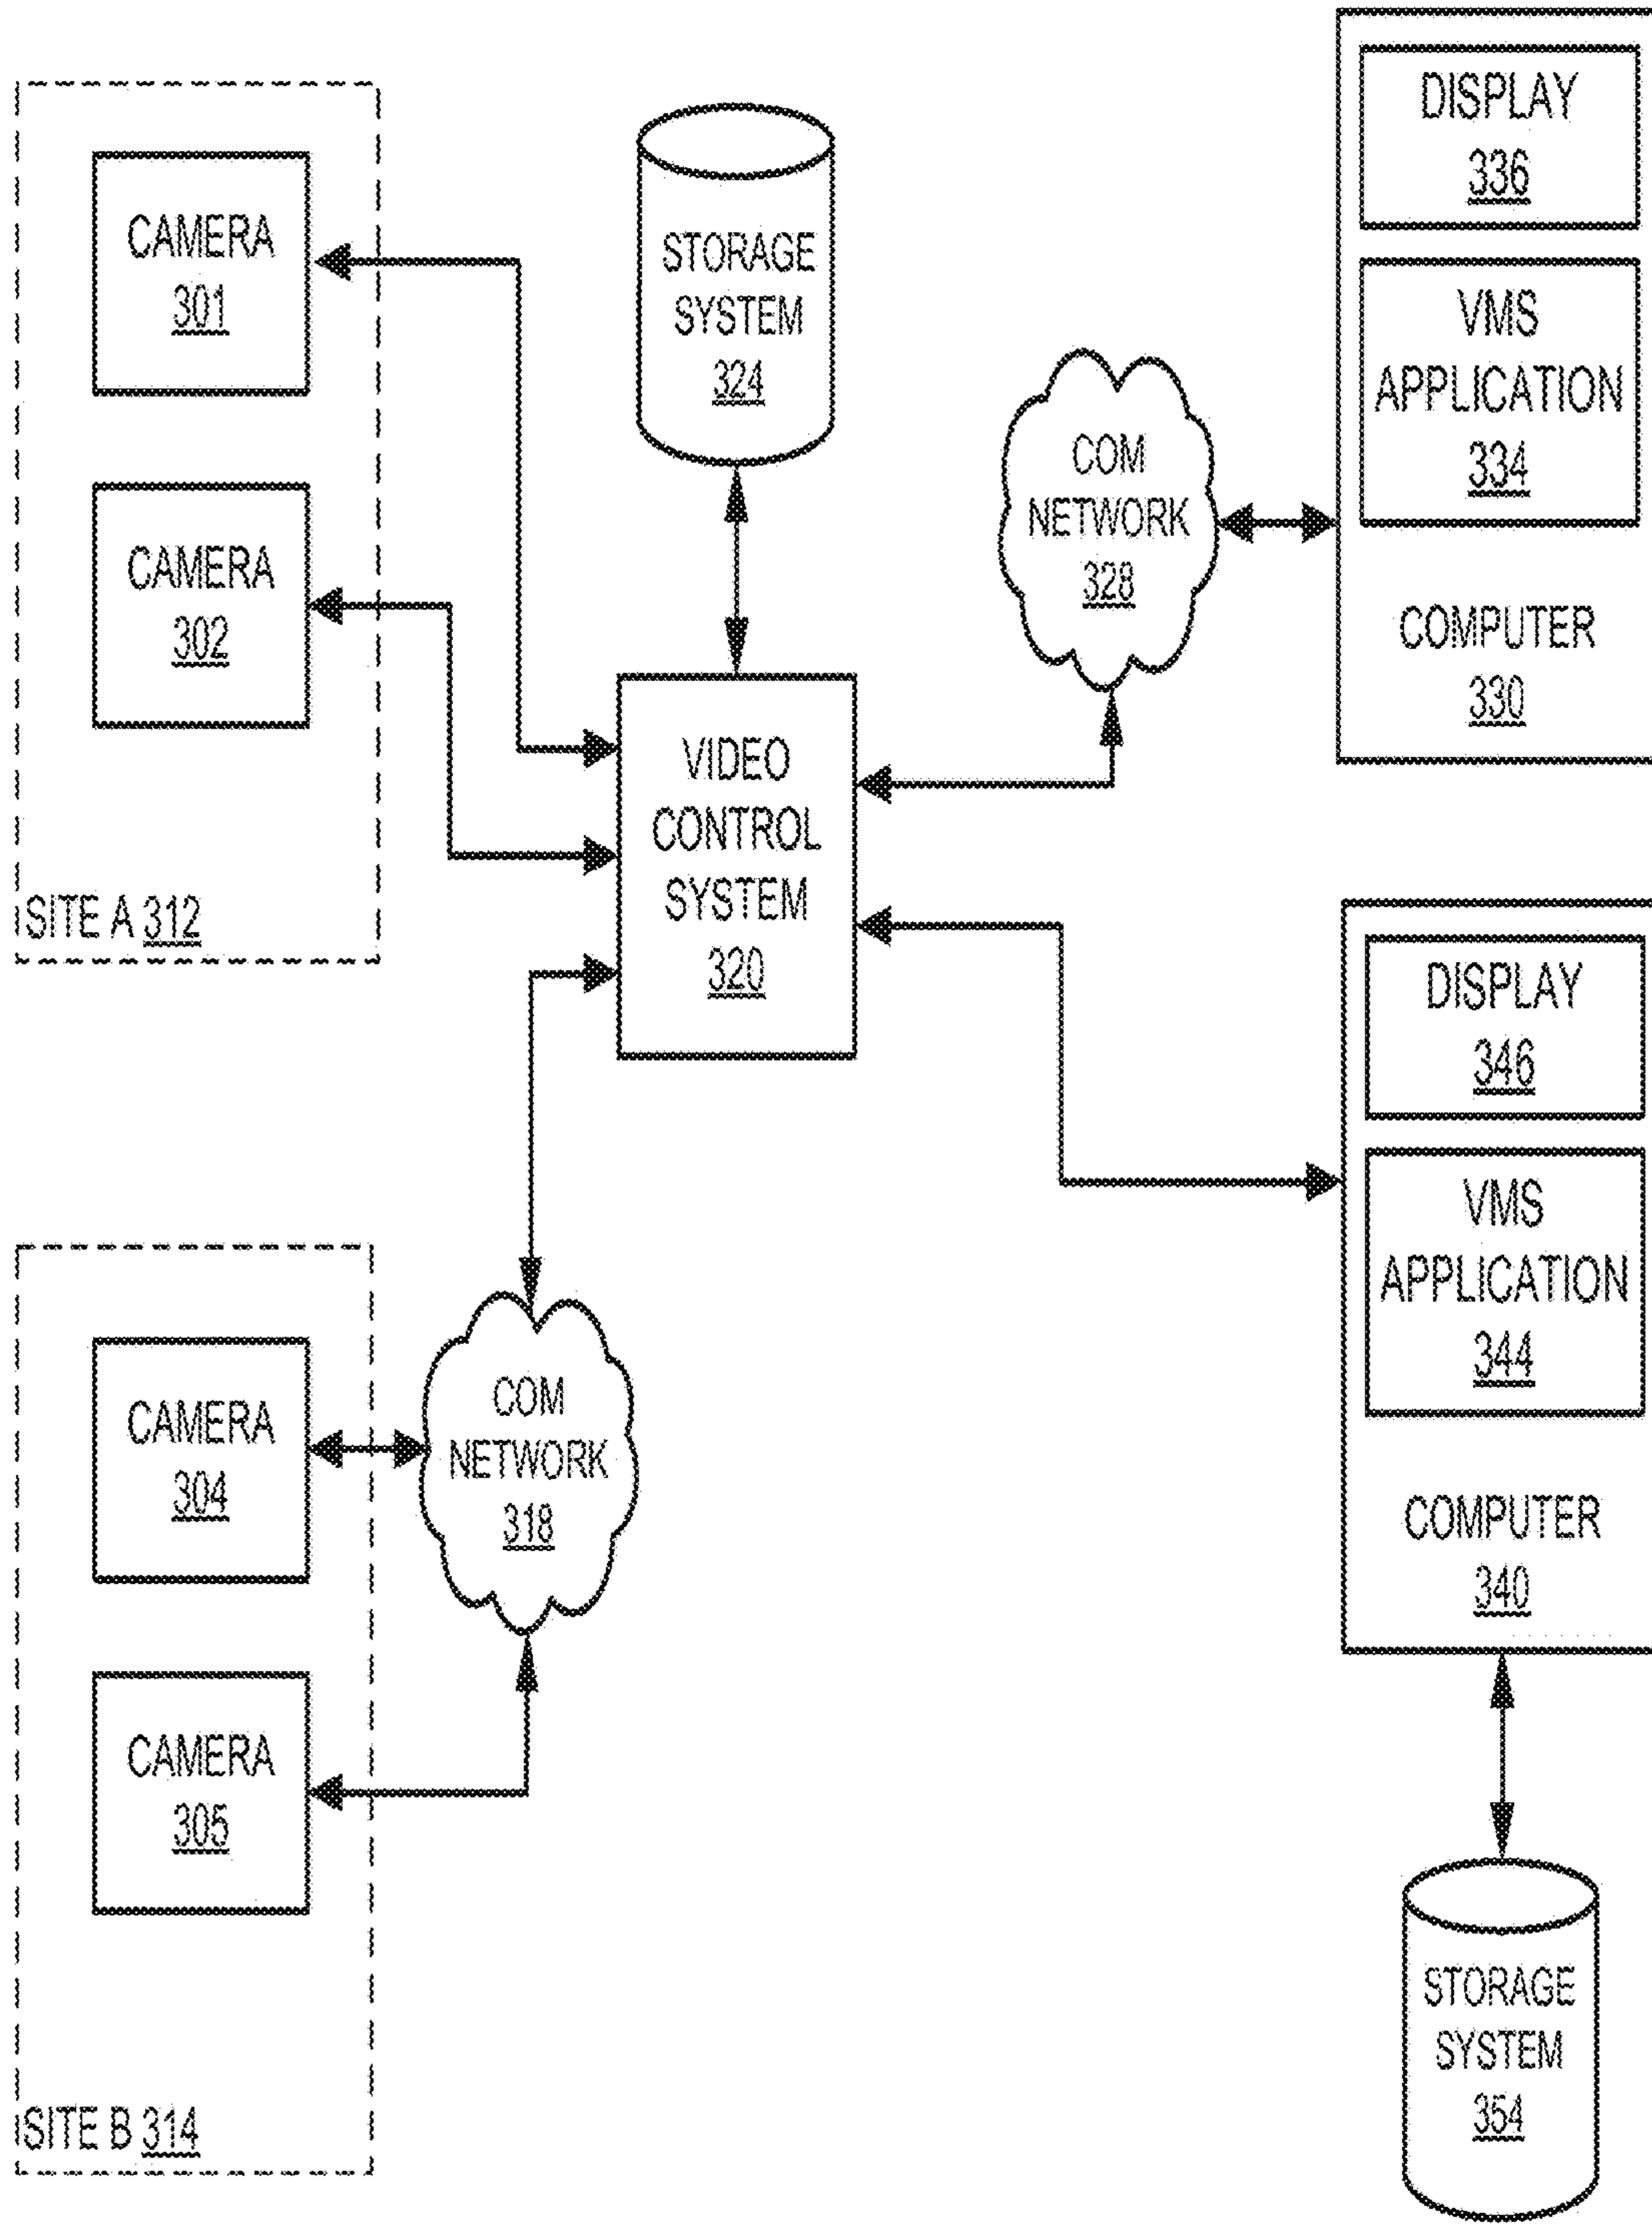 CAMERA
301
CAMERA
302
SITE A 312
STORAGE
SYSTEM
324
COM
NETWORK
328
DISPLAY
336
VMS
APPLICATION
334
COMPUTER
330
VIDEO
CONTROL
SYSTEM
320
DISPLAY
346
VMS
APPLICATION
344
COMPUTER
340
CAMERA
304
CAMERA
305
SITE B 314
COM
NETWORK
318
STORAGE
SYSTEM
354